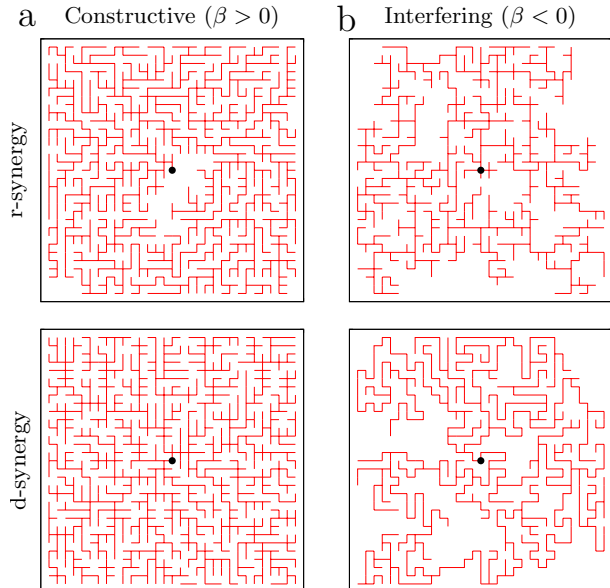 a Constructive (β > 0)
b Interfering (β < 0)
r-synergy
d-synergy